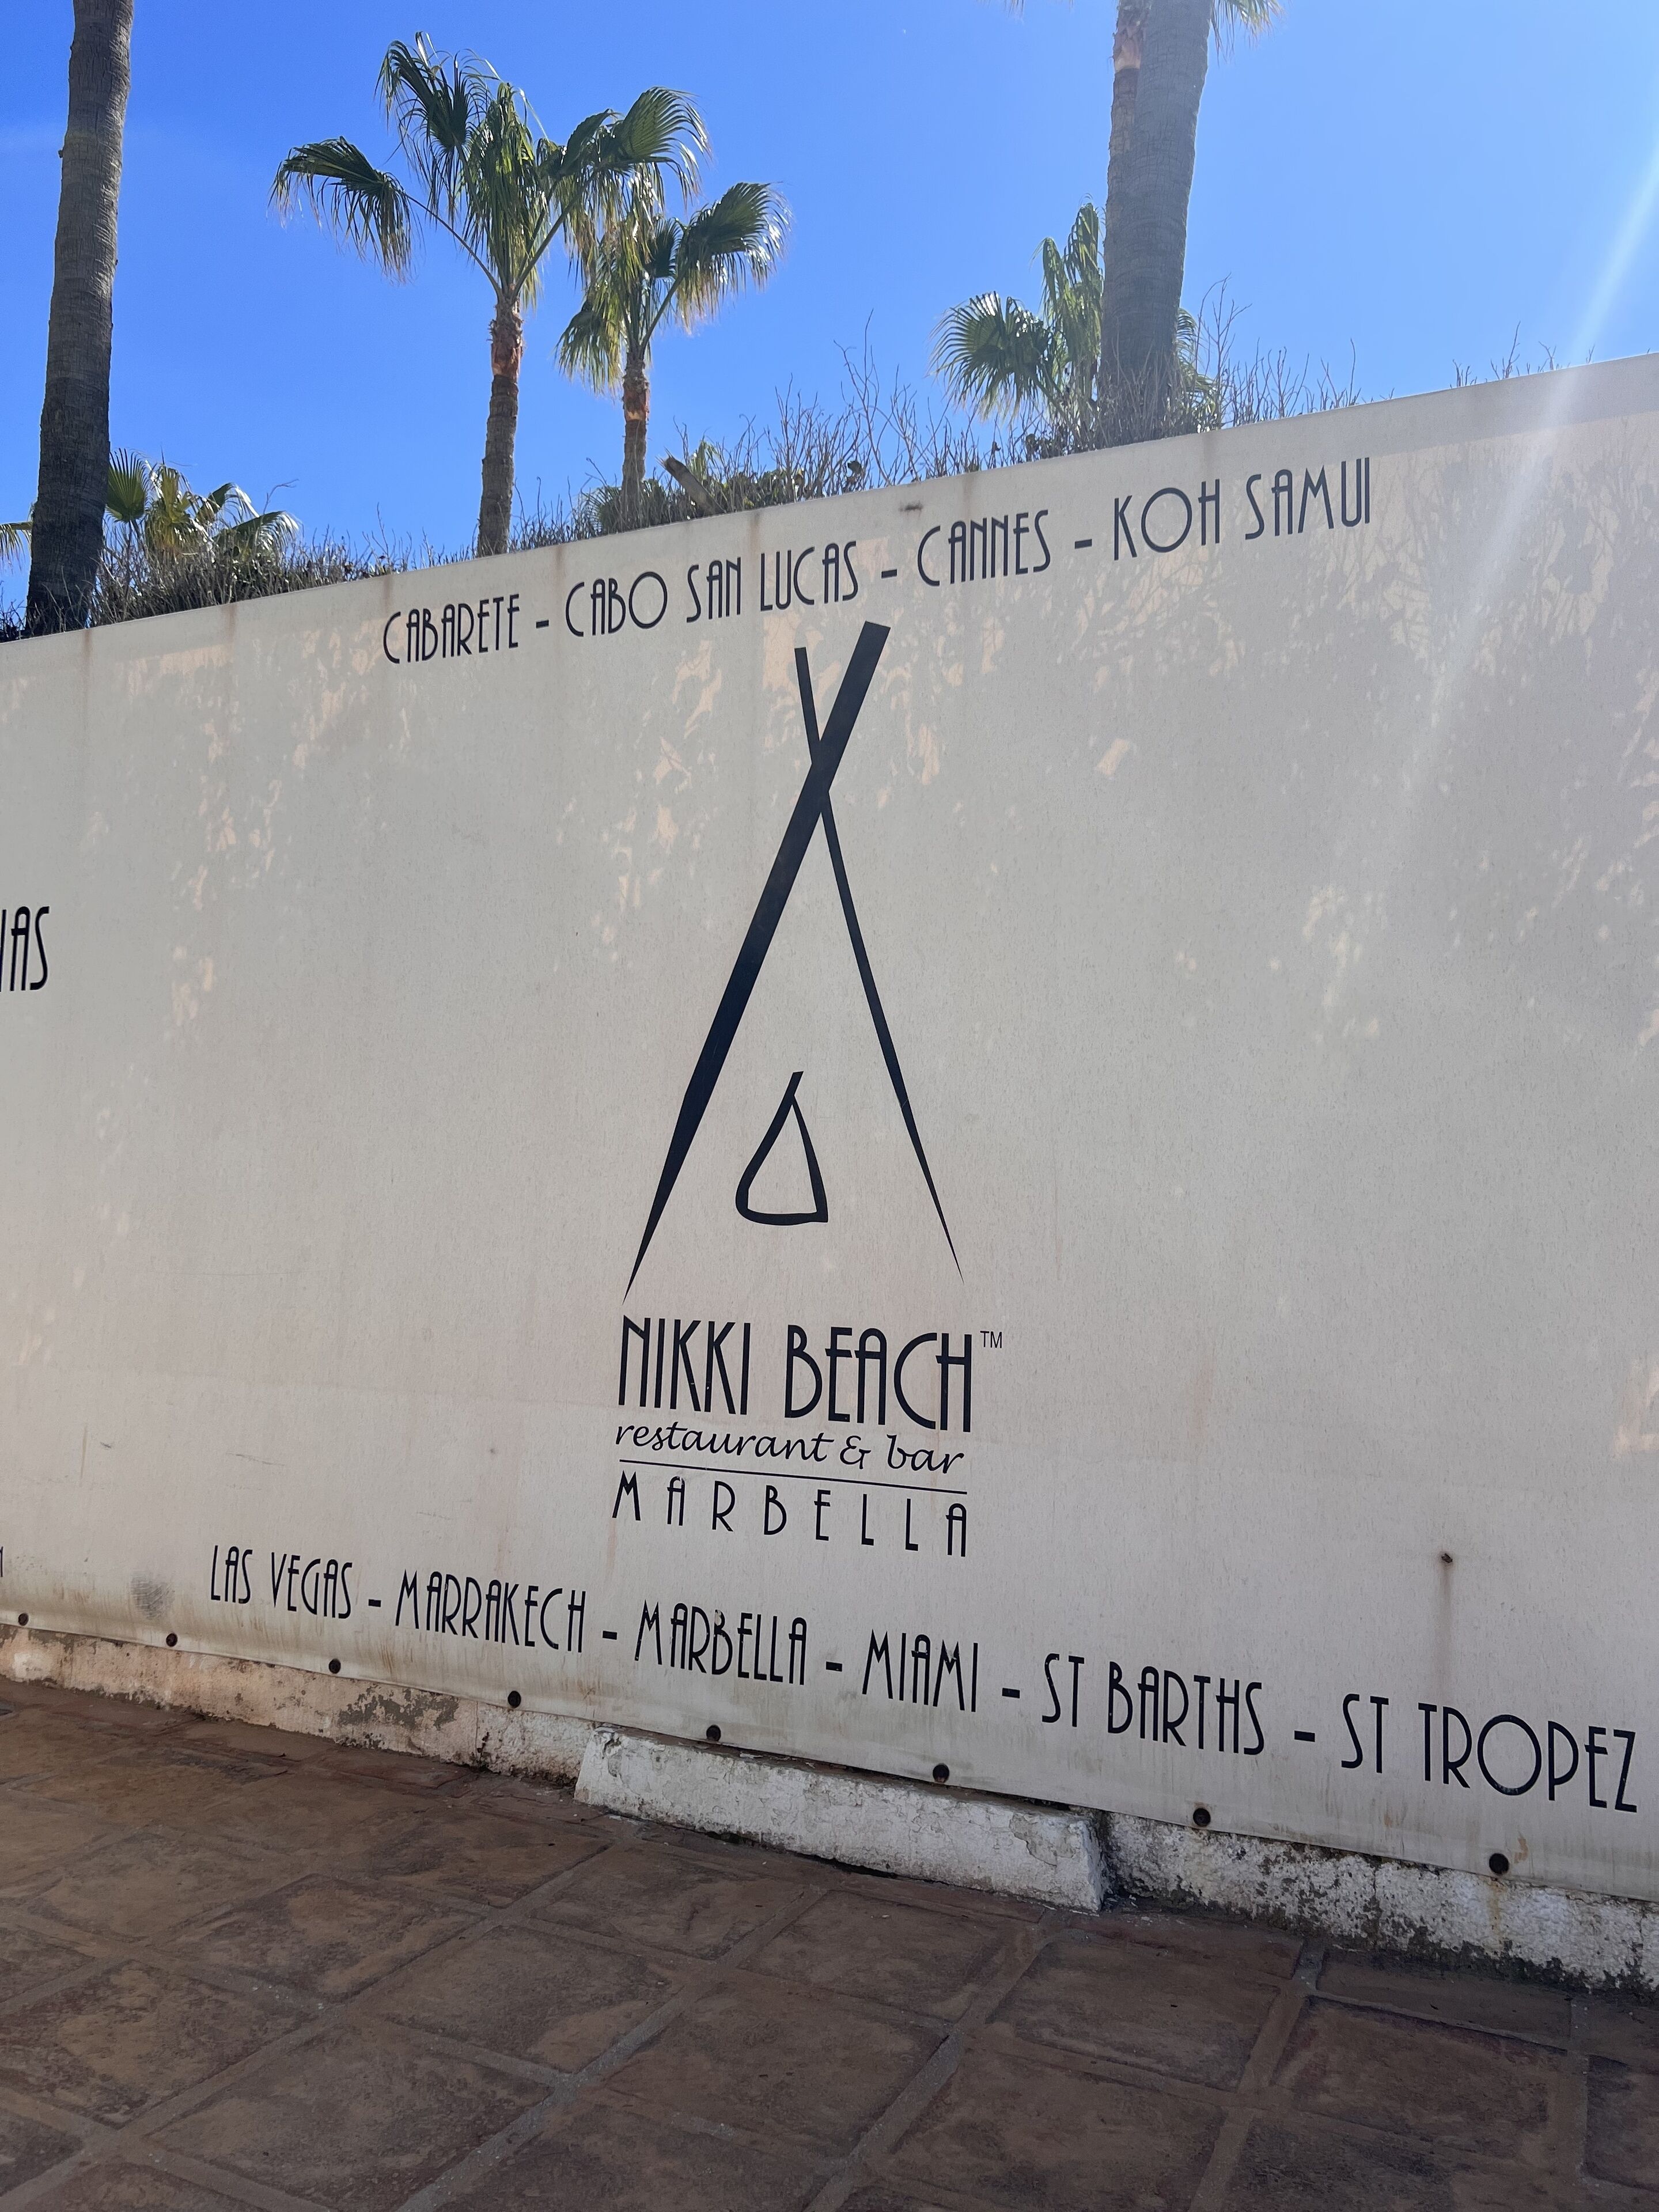 CABARETE - CABO SAN LUCAS - CANNES - KOH SAMUI
NIKKI BEACH™
restaurant & bar
MARBELLA
LAS VEGAS - MARRAKECH - MARBELLA - MIAMI - ST BARTHS - ST TROPEZ